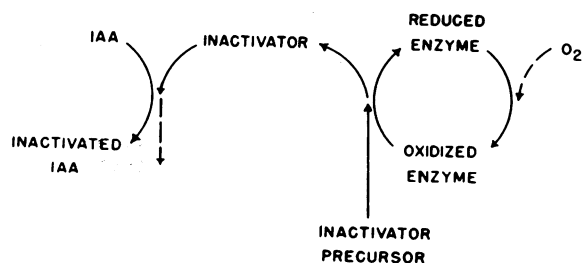 IAA
INACTIVATOR
REDUCED
ENZYME
O2
INACTIVATED
IAA
OXIDIZED
ENZYME
INACTIVATOR
PRECURSOR